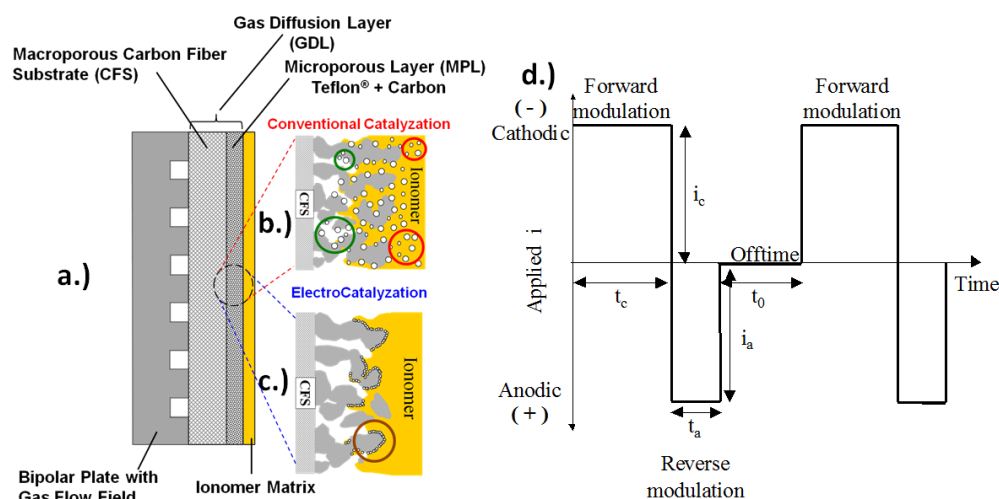 Gas Diffusion Layer
(GDL)
Macroporous Carbon Fiber
Substrate (CFS)
Microporous Layer (MPL)
Teflon® + Carbon
Conventional Catalyzation
CFS
Ionomer
b.)
a.)
ElectroCatalyzation
CFS
Ionomer
c.)
Bipolar Plate with
Gas Flow Field
Ionomer Matrix
d.)
Forward
modulation
Forward
modulation
(-)
Cathodic
Applied i
i_c
Offtime
Time
t_c
t_0
i_a
Anodic
(+)
t_a
Reverse
modulation